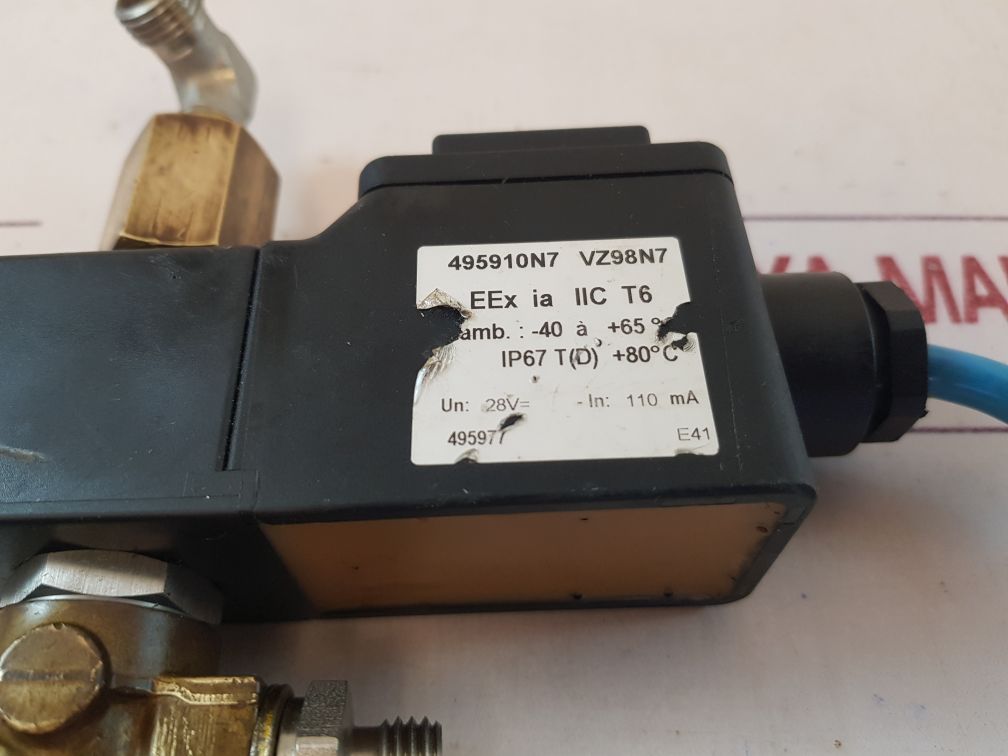 495910N7 VZ98N7
EEx ia IIC T6
amb. : -40 à +65 °
IP67 T(D) +80°C
Un: 28V= - In: 110 mA
495977
E41